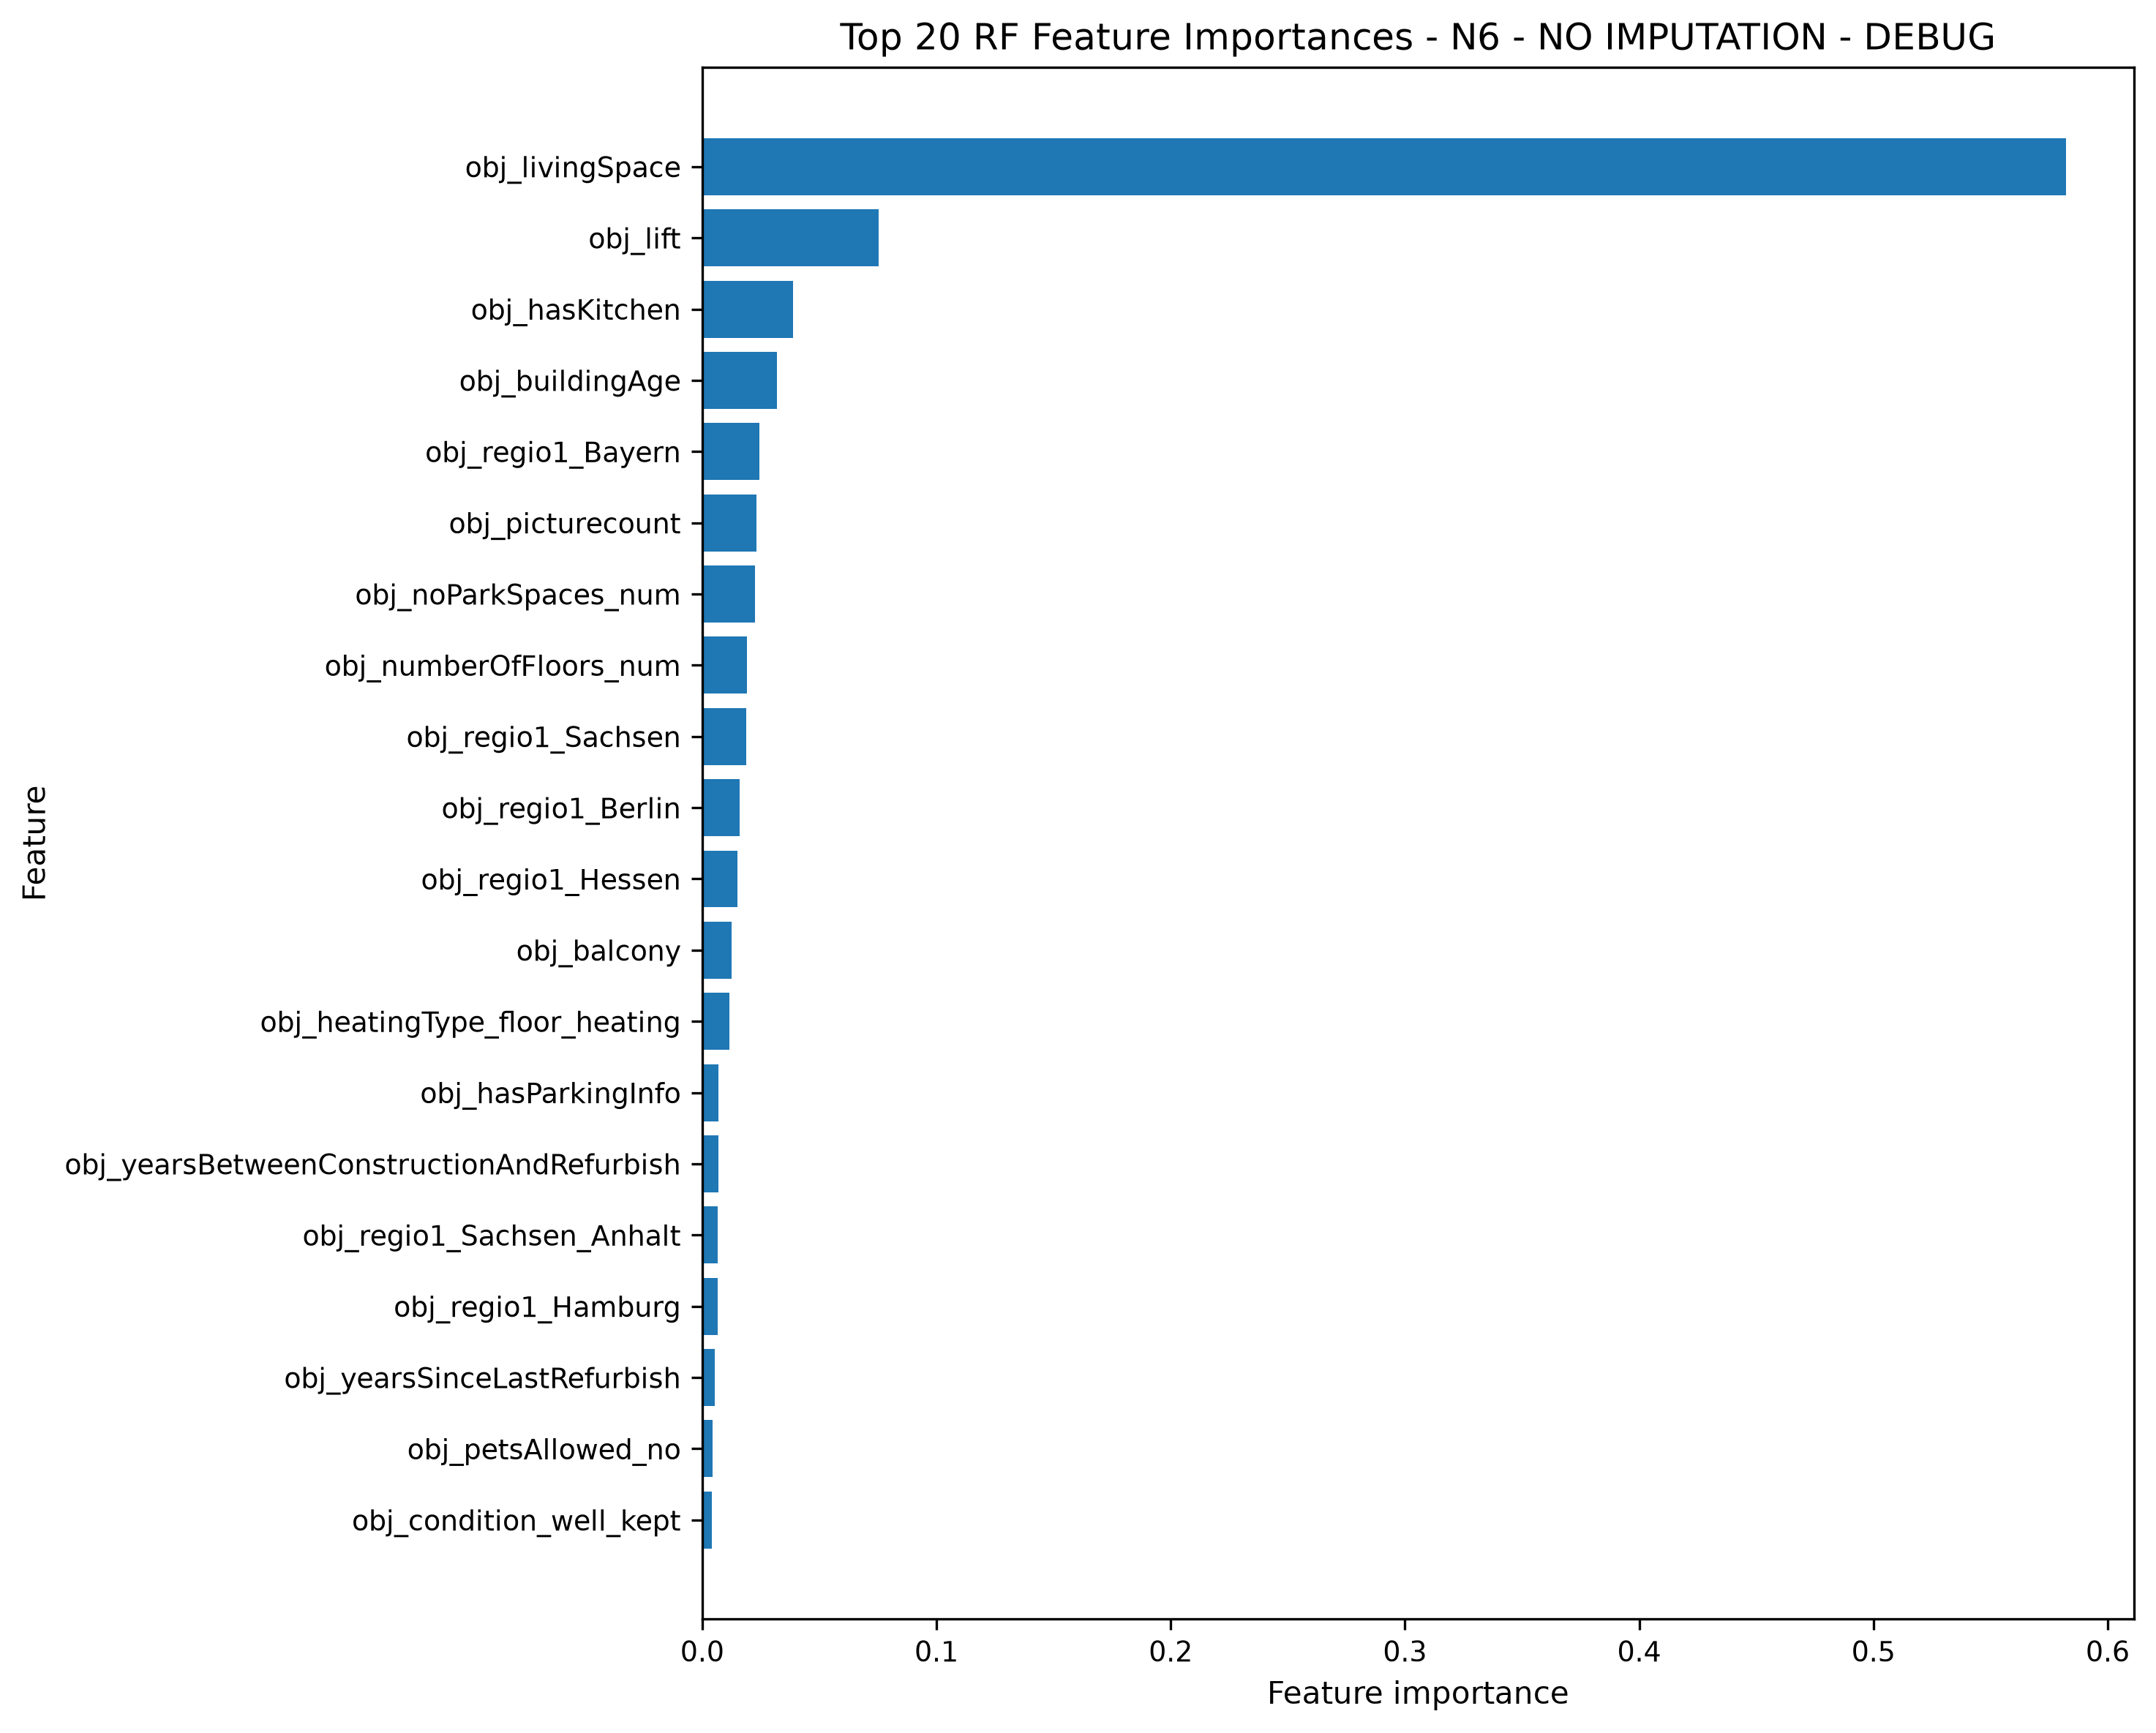 Top 20 RF Feature Importances - N6 - NO IMPUTATION - DEBUG
Feature
obj_livingSpace
obj_lift
obj_hasKitchen
obj_buildingAge
obj_regio1_Bayern
obj_picturecount
obj_noParkSpaces_num
obj_numberOfFloors_num
obj_regio1_Sachsen
obj_regio1_Berlin
obj_regio1_Hessen
obj_balcony
obj_heatingType_floor_heating
obj_hasParkingInfo
obj_yearsBetweenConstructionAndRefurbish
obj_regio1_Sachsen_Anhalt
obj_regio1_Hamburg
obj_yearsSinceLastRefurbish
obj_petsAllowed_no
obj_condition_well_kept
0.0 0.1 0.2 0.3 0.4 0.5 0.6
Feature importance